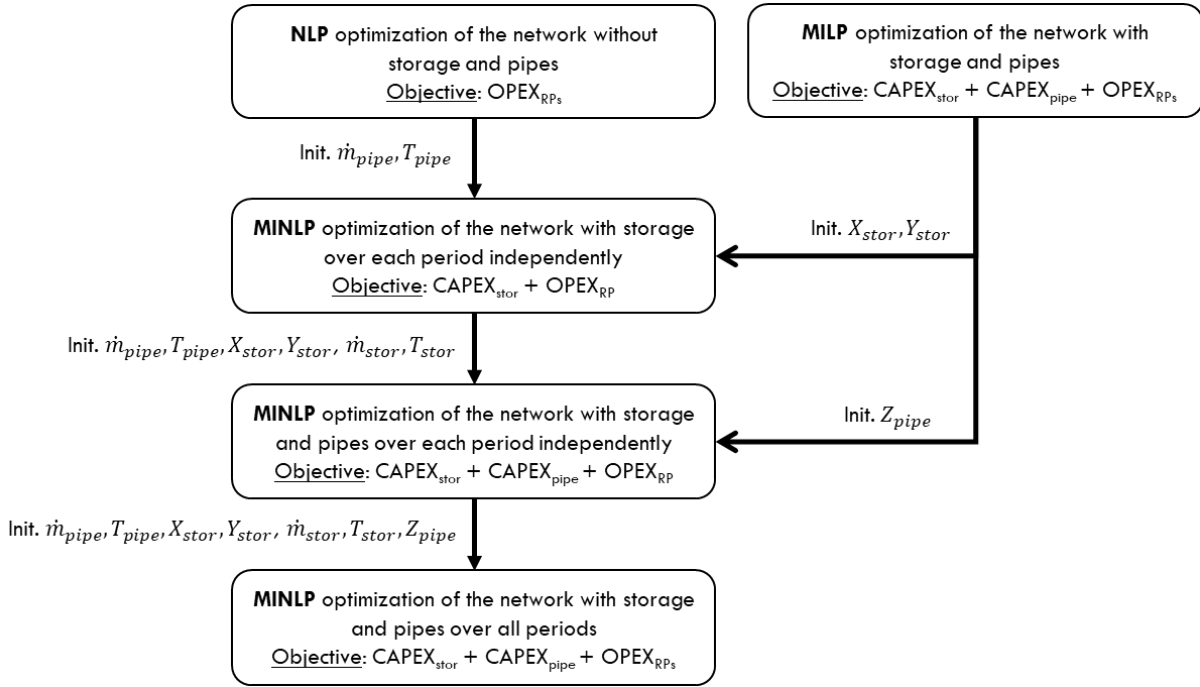 NLP optimization of the network without
storage and pipes
Objective: OPEX_RPs
MILP optimization of the network with
storage and pipes
Objective: CAPEX_stor + CAPEX_pipe + OPEX_RPs
Init. ṁ_pipe, T_pipe
MINLP optimization of the network with storage
over each period independently
Objective: CAPEX_stor + OPEX_RP
Init. X_stor, Y_stor
Init. ṁ_pipe, T_pipe, X_stor, Y_stor, ṁ_stor, T_stor
MINLP optimization of the network with storage
and pipes over each period independently
Objective: CAPEX_stor + CAPEX_pipe + OPEX_RP
Init. Z_pipe
Init. ṁ_pipe, T_pipe, X_stor, Y_stor, ṁ_stor, T_stor, Z_pipe
MINLP optimization of the network with storage
and pipes over all periods
Objective: CAPEX_stor + CAPEX_pipe + OPEX_RPs